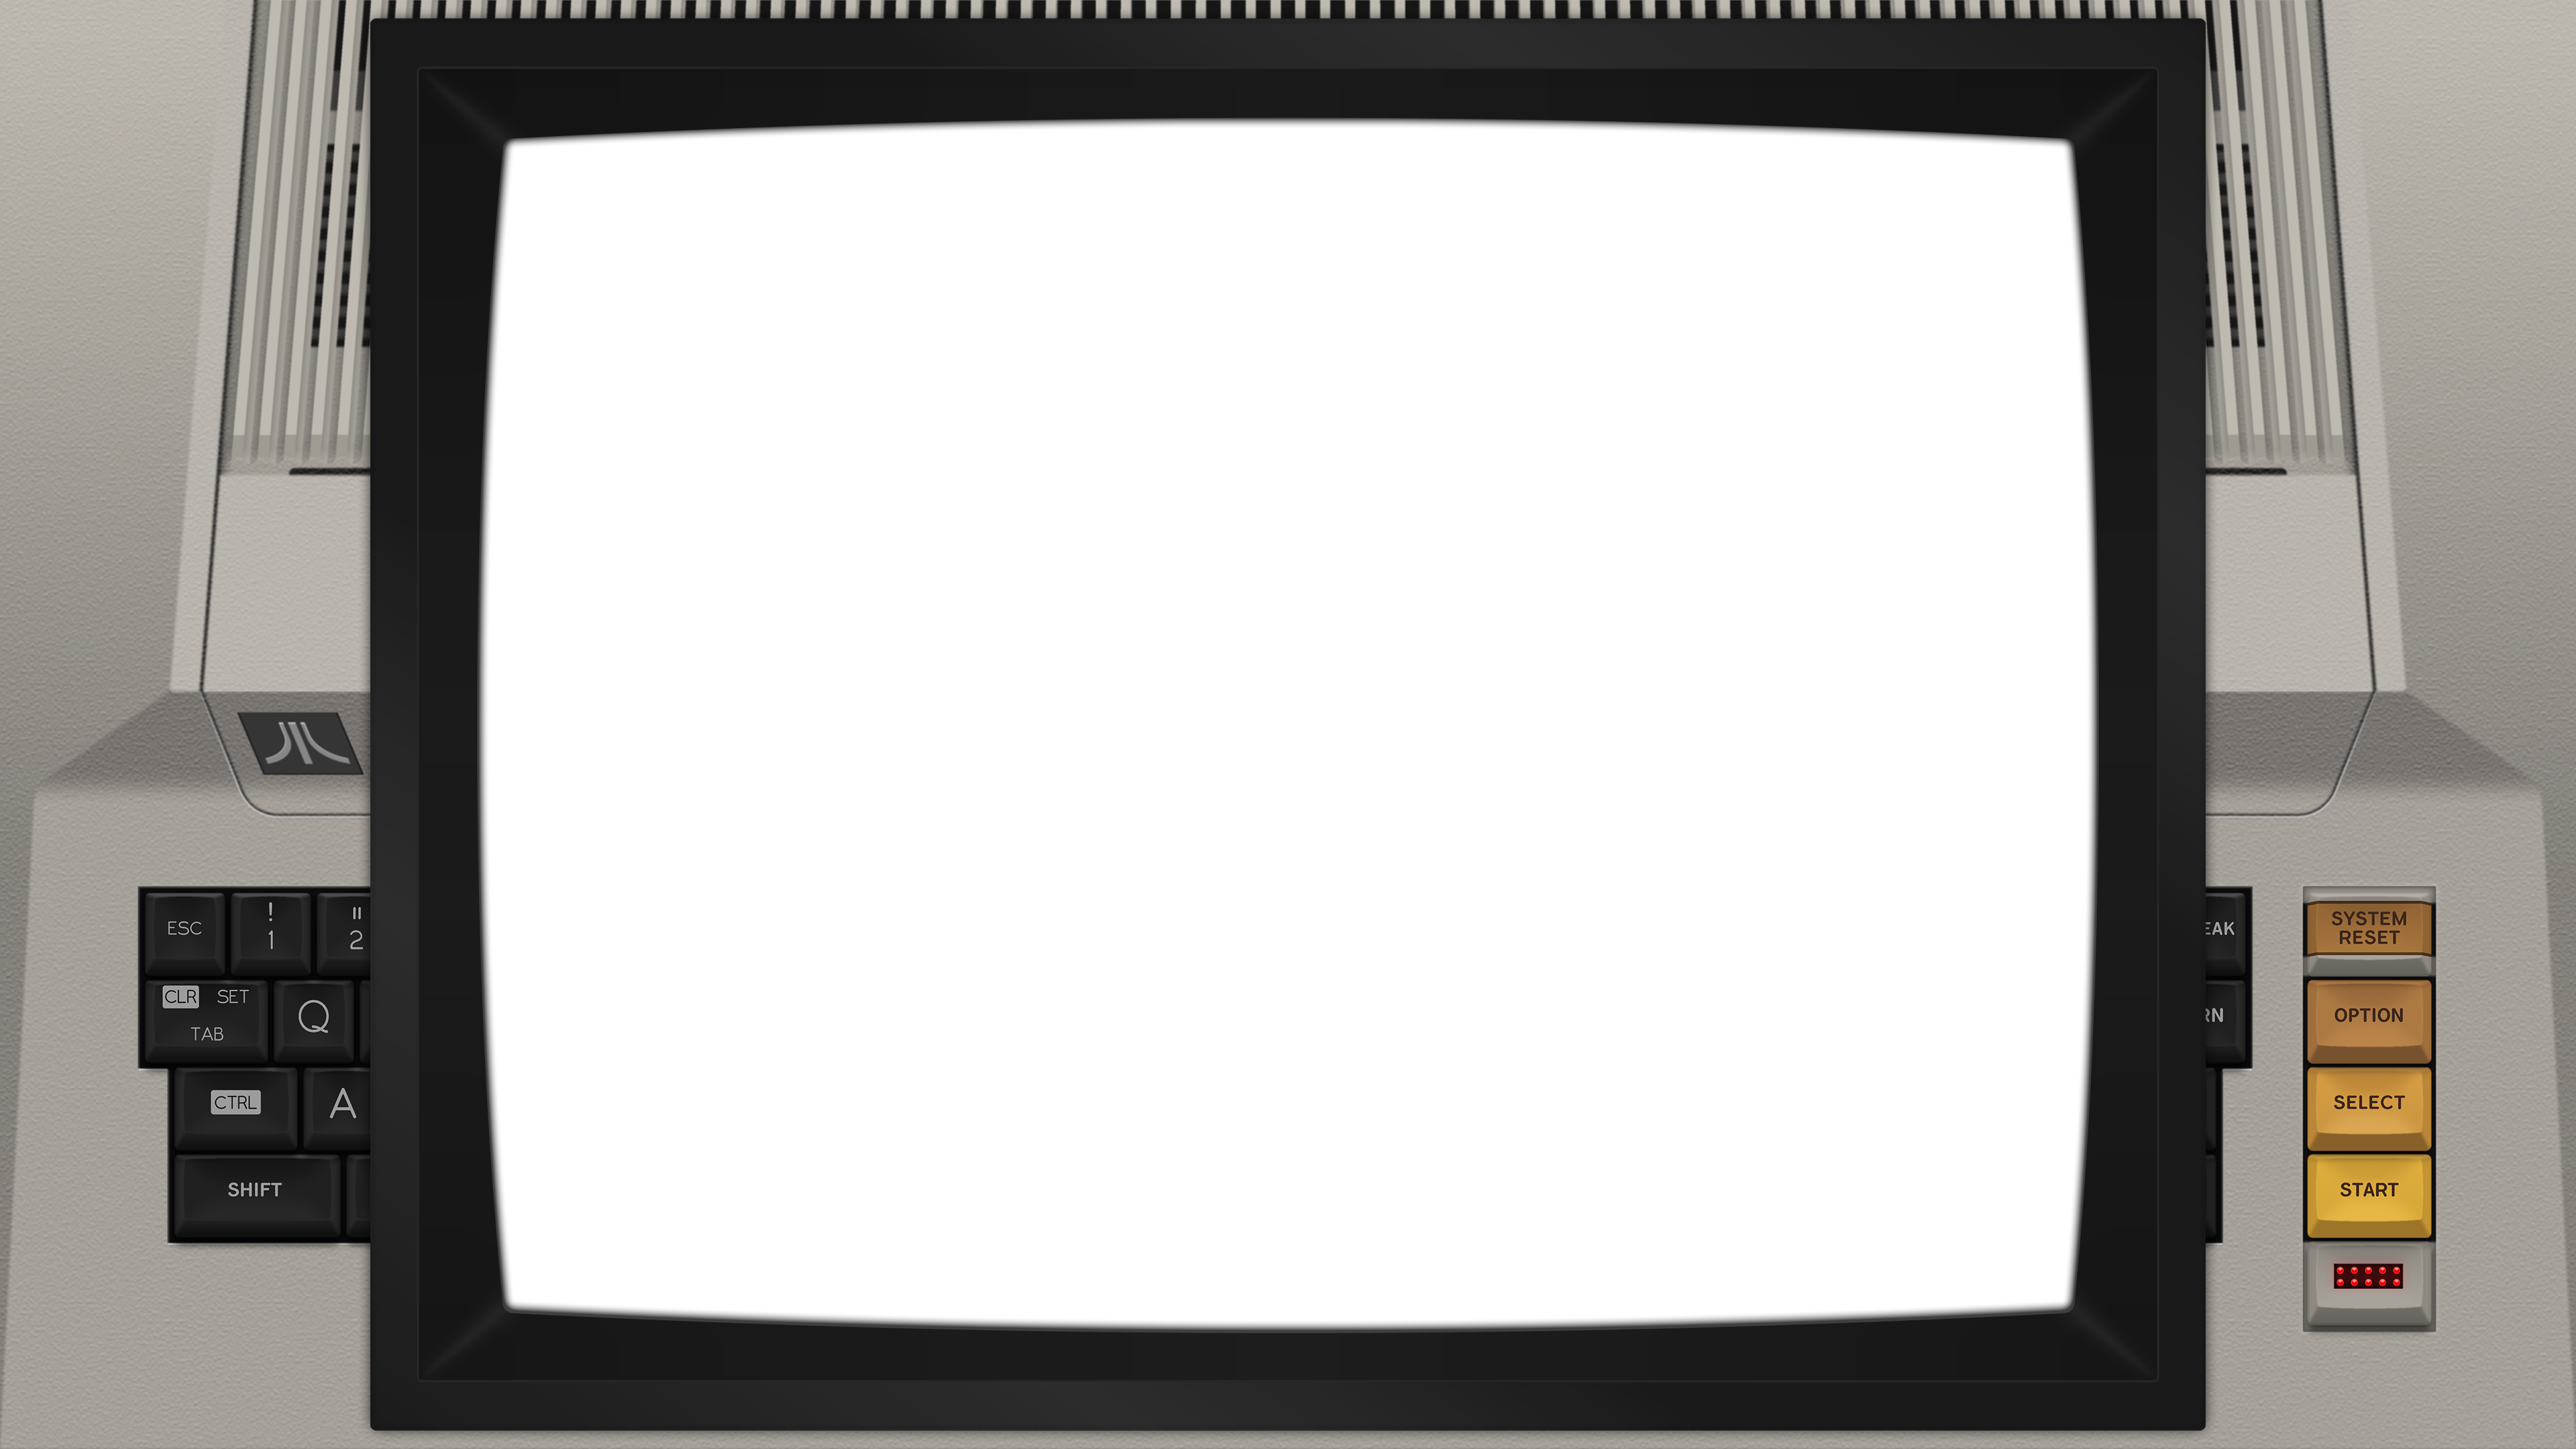 ESC
!
1
"
2
CLR SET
TAB
Q
CTRL
A
SHIFT
EAK
RN
SYSTEM
RESET
OPTION
SELECT
START